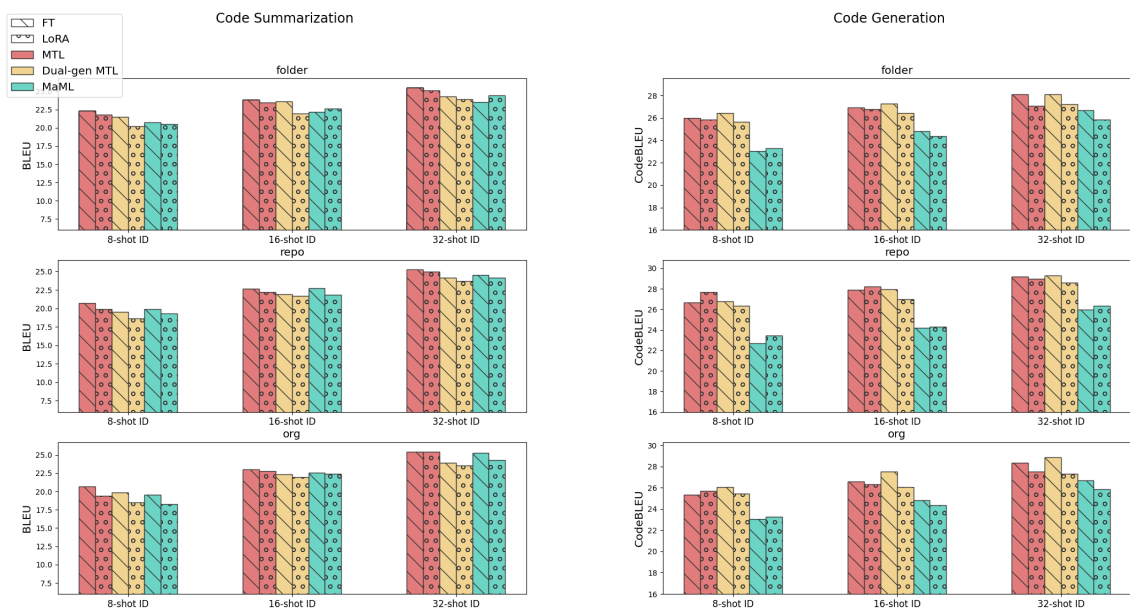 Code Summarization
Code Generation
FT
LoRA
MTL
Dual-gen MTL
MaML
folder
BLEU
22.5
20.0
17.5
15.0
12.5
10.0
7.5
8-shot ID
16-shot ID
32-shot ID
folder
CodeBLEU
28
26
24
22
20
18
16
8-shot ID
16-shot ID
32-shot ID
repo
BLEU
25.0
22.5
20.0
17.5
15.0
12.5
10.0
7.5
8-shot ID
16-shot ID
32-shot ID
repo
CodeBLEU
30
28
26
24
22
20
18
16
8-shot ID
16-shot ID
32-shot ID
org
BLEU
25.0
22.5
20.0
17.5
15.0
12.5
10.0
7.5
8-shot ID
16-shot ID
32-shot ID
org
CodeBLEU
30
28
26
24
22
20
18
16
8-shot ID
16-shot ID
32-shot ID